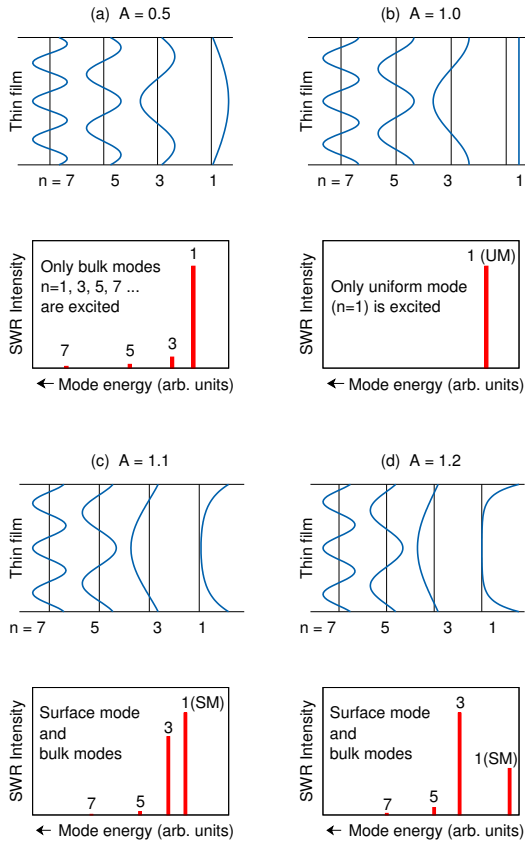 (a) A = 0.5
Thin film
n = 7 5 3 1
SWR Intensity
Only bulk modes
n=1, 3, 5, 7 ...
are excited
7 5 3 1
← Mode energy (arb. units)
(b) A = 1.0
Thin film
n = 7 5 3 1
SWR Intensity
1 (UM)
Only uniform mode
(n=1) is excited
← Mode energy (arb. units)
(c) A = 1.1
Thin film
n = 7 5 3 1
SWR Intensity
Surface mode
and
bulk modes
7 5 3 1(SM)
← Mode energy (arb. units)
(d) A = 1.2
Thin film
n = 7 5 3 1
SWR Intensity
Surface mode
and
bulk modes
7 5 3 1(SM)
← Mode energy (arb. units)